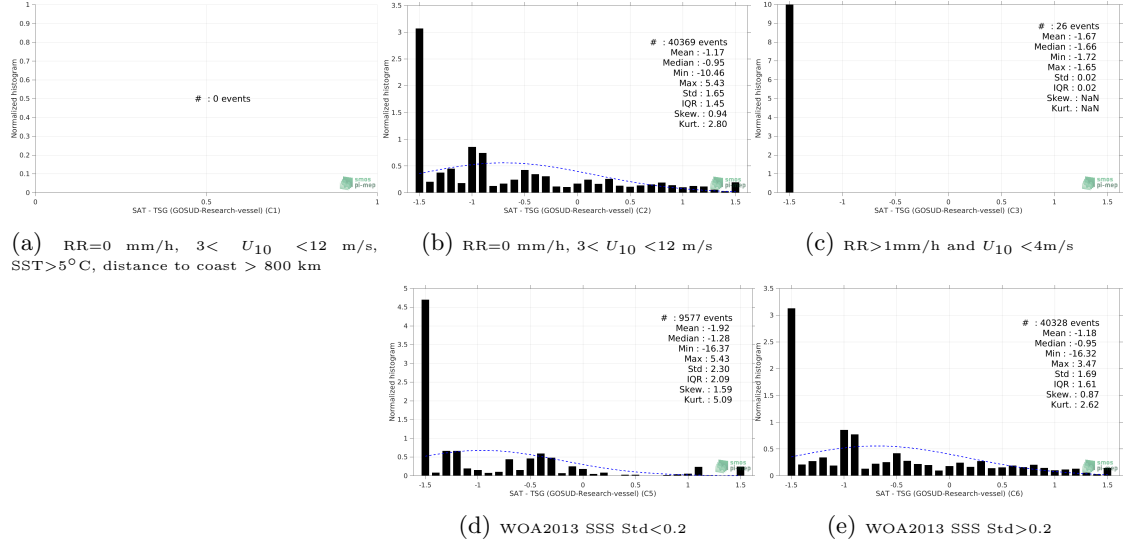 1
0.9
0.8
0.7
0.6
0.5
0.4
0.3
0.2
0.1
0
Normalized histogram
# : 0 events
0 0.5 1
SAT - TSG (GOSUD-Research-vessel) (C1)
smos
pi-mep
(a) RR=0 mm/h, 3< U10 <12 m/s,
SST>5°C, distance to coast > 800 km
3.5
3
2.5
2
1.5
1
0.5
0
Normalized histogram
# : 40369 events
Mean : -1.17
Median : -0.95
Min : -10.46
Max : 5.43
Std : 1.65
IQR : 1.45
Skew. : 0.94
Kurt. : 2.80
-1.5 -1 -0.5 0 0.5 1 1.5
SAT - TSG (GOSUD-Research-vessel) (C2)
smos
pi-mep
(b) RR=0 mm/h, 3< U10 <12 m/s
10
9
8
7
6
5
4
3
2
1
0
Normalized histogram
# : 26 events
Mean : -1.67
Median : -1.66
Min : -1.72
Max : -1.65
Std : 0.02
IQR : 0.02
Skew. : NaN
Kurt. : NaN
-1.5 -1 -0.5 0 0.5 1 1.5
SAT - TSG (GOSUD-Research-vessel) (C3)
smos
pi-mep
(c) RR>1mm/h and U10 <4m/s
5
4.5
4
3.5
3
2.5
2
1.5
1
0.5
0
Normalized histogram
# : 9577 events
Mean : -1.92
Median : -1.28
Min : -16.37
Max : 5.43
Std : 2.30
IQR : 2.09
Skew. : 1.59
Kurt. : 5.09
-1.5 -1 -0.5 0 0.5 1 1.5
SAT - TSG (GOSUD-Research-vessel) (C5)
smos
pi-mep
(d) WOA2013 SSS Std<0.2
3.5
3
2.5
2
1.5
1
0.5
0
Normalized histogram
# : 40328 events
Mean : -1.18
Median : -0.95
Min : -16.32
Max : 3.47
Std : 1.69
IQR : 1.61
Skew. : 0.87
Kurt. : 2.62
-1.5 -1 -0.5 0 0.5 1 1.5
SAT - TSG (GOSUD-Research-vessel) (C6)
smos
pi-mep
(e) WOA2013 SSS Std>0.2